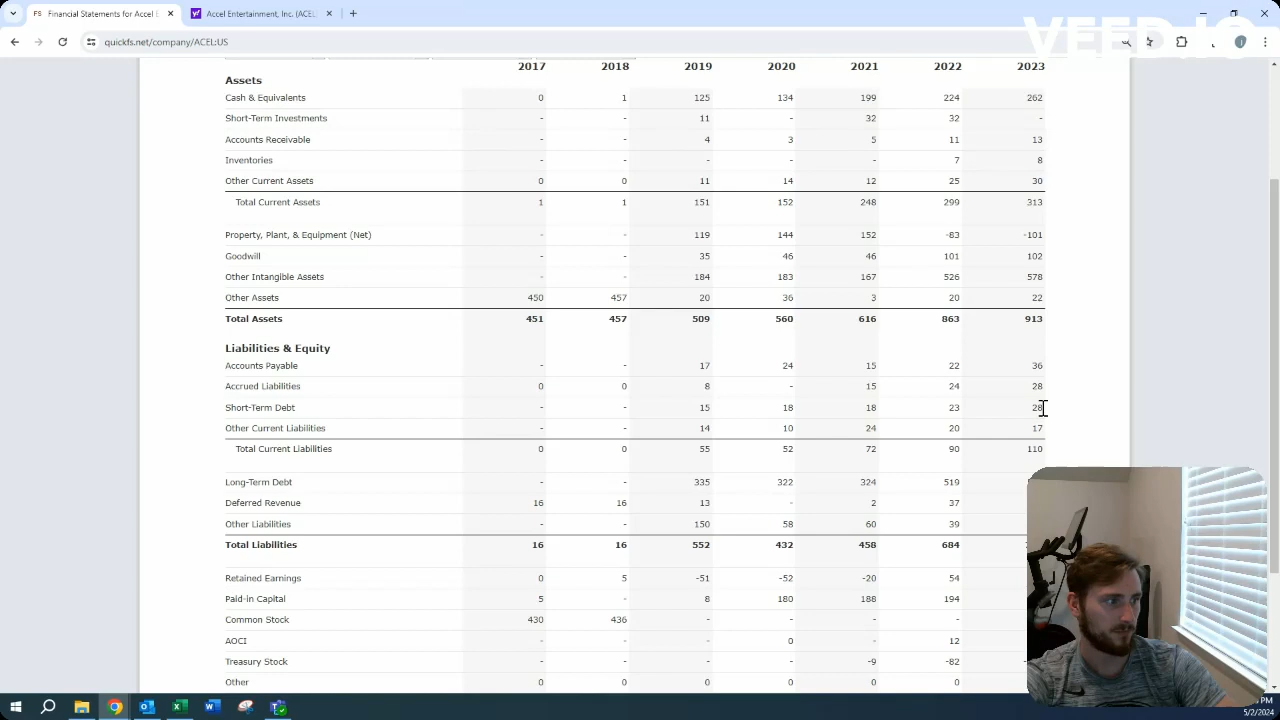 Financial Statements for Accel E
Accel Entertainment, Inc. (ACEL
quickfs.net/company/ACEL:US
VEED.IO
2017 2018 2019 2020 2021 2022 2023
Assets
Cash & Equivalents 0 1 125 134 199 224 262
Short-Term Investments - - 11 - 32 32 -
Accounts Receivable - - 4 3 5 11 13
Inventories - - - - - 7 8
Other Current Assets 0 0 11 14 12 25 30
Total Current Assets 1 1 151 152 248 299 313
Property, Plant, & Equipment (Net) - - 119 144 152 -83 -101
Goodwill - - 35 46 46 101 102
Other Intangible Assets - - 184 183 167 526 578
Other Assets 450 457 20 36 3 20 22
Total Assets 451 457 509 560 616 863 913
Liabilities & Equity
Accounts Payable - - 17 24 15 22 36
Accrued Liabilities 0 0 8 - 15 24 28
Short-Term Debt - - 15 18 18 23 28
Other Current Liabilities - - 14 10 24 20 17
Total Current Liabilities 0 0 55 52 72 90 110
Long-Term Debt - - 335 322 324 519
Deferred Revenue 16 16 13 - 2 37
Other Liabilities - - 150 58 60 39
Total Liabilities 16 16 552 432 458 684
Retained Earnings 0 5 -51 -52 -20 54
Paid-in Capital 5 - 8 180 188 194
Common Stock 430 436 - - - -
AOCI - - - 0 - 12
Treasury Stock - - - - -9 -82
Other 0 0 0 0 0 0
PM
5/2/2024